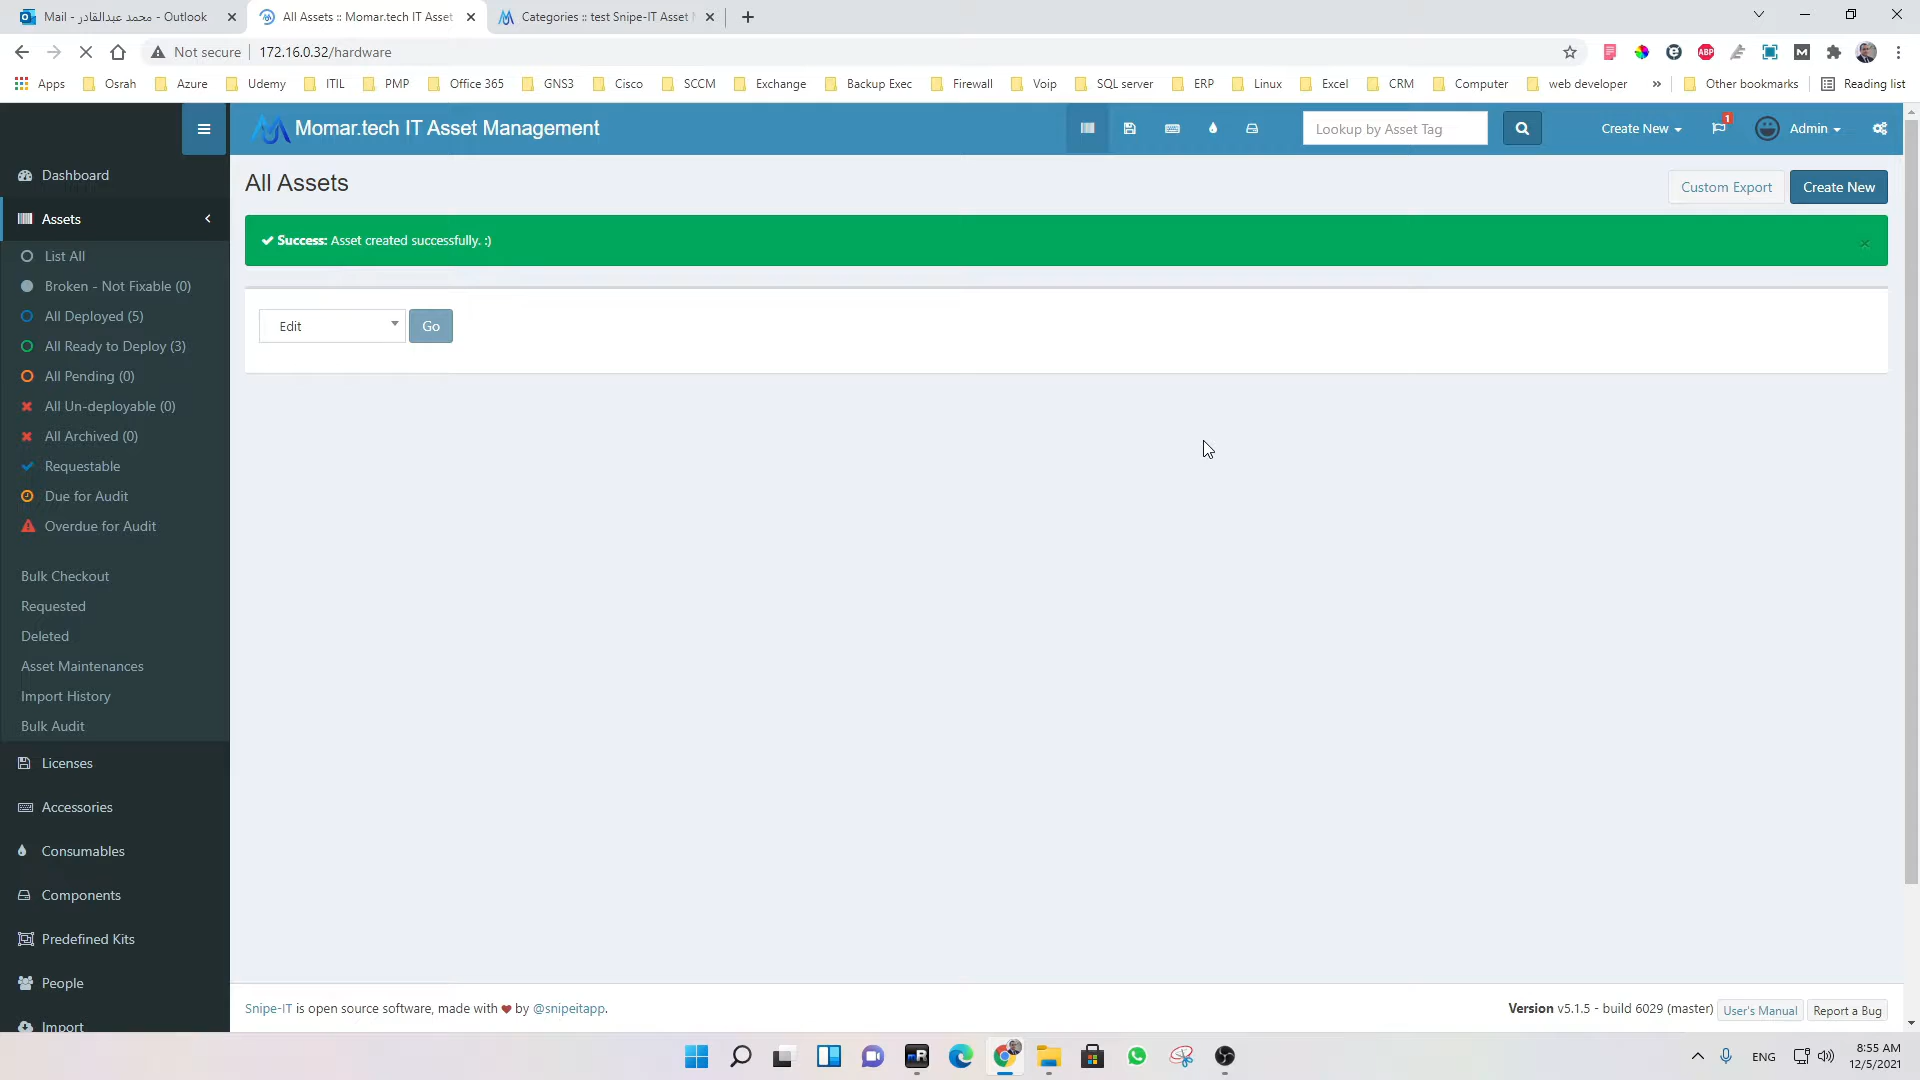 Mail - محمد عبدالقادر - Outlook
All Assets :: Momar.tech IT Asset
Categories :: test Snipe-IT Asset
Not secure
172.16.0.32/hardware
Apps
Osrah
Azure
Udemy
ITIL
PMP
Office 365
GNS3
Cisco
SCCM
Exchange
Backup Exec
Firewall
Voip
SQL server
ERP
Linux
Excel
CRM
Computer
web developer
»
Other bookmarks
Reading list
Momar.tech IT Asset Management
Lookup by Asset Tag
Create New
1
Admin
Dashboard
Assets
List All
Broken - Not Fixable (0)
All Deployed (5)
All Ready to Deploy (3)
All Pending (0)
All Un-deployable (0)
All Archived (0)
Requestable
Due for Audit
Overdue for Audit
Bulk Checkout
Requested
Deleted
Asset Maintenances
Import History
Bulk Audit
Licenses
Accessories
Consumables
Components
Predefined Kits
People
Import
All Assets
Custom Export
Create New
Success: Asset created successfully. :)
×
Edit
Go
Snipe-IT is open source software, made with ♥ by @snipeitapp.
Version v5.1.5 - build 6029 (master)
User's Manual
Report a Bug
ENG
8:55 AM
12/5/2021